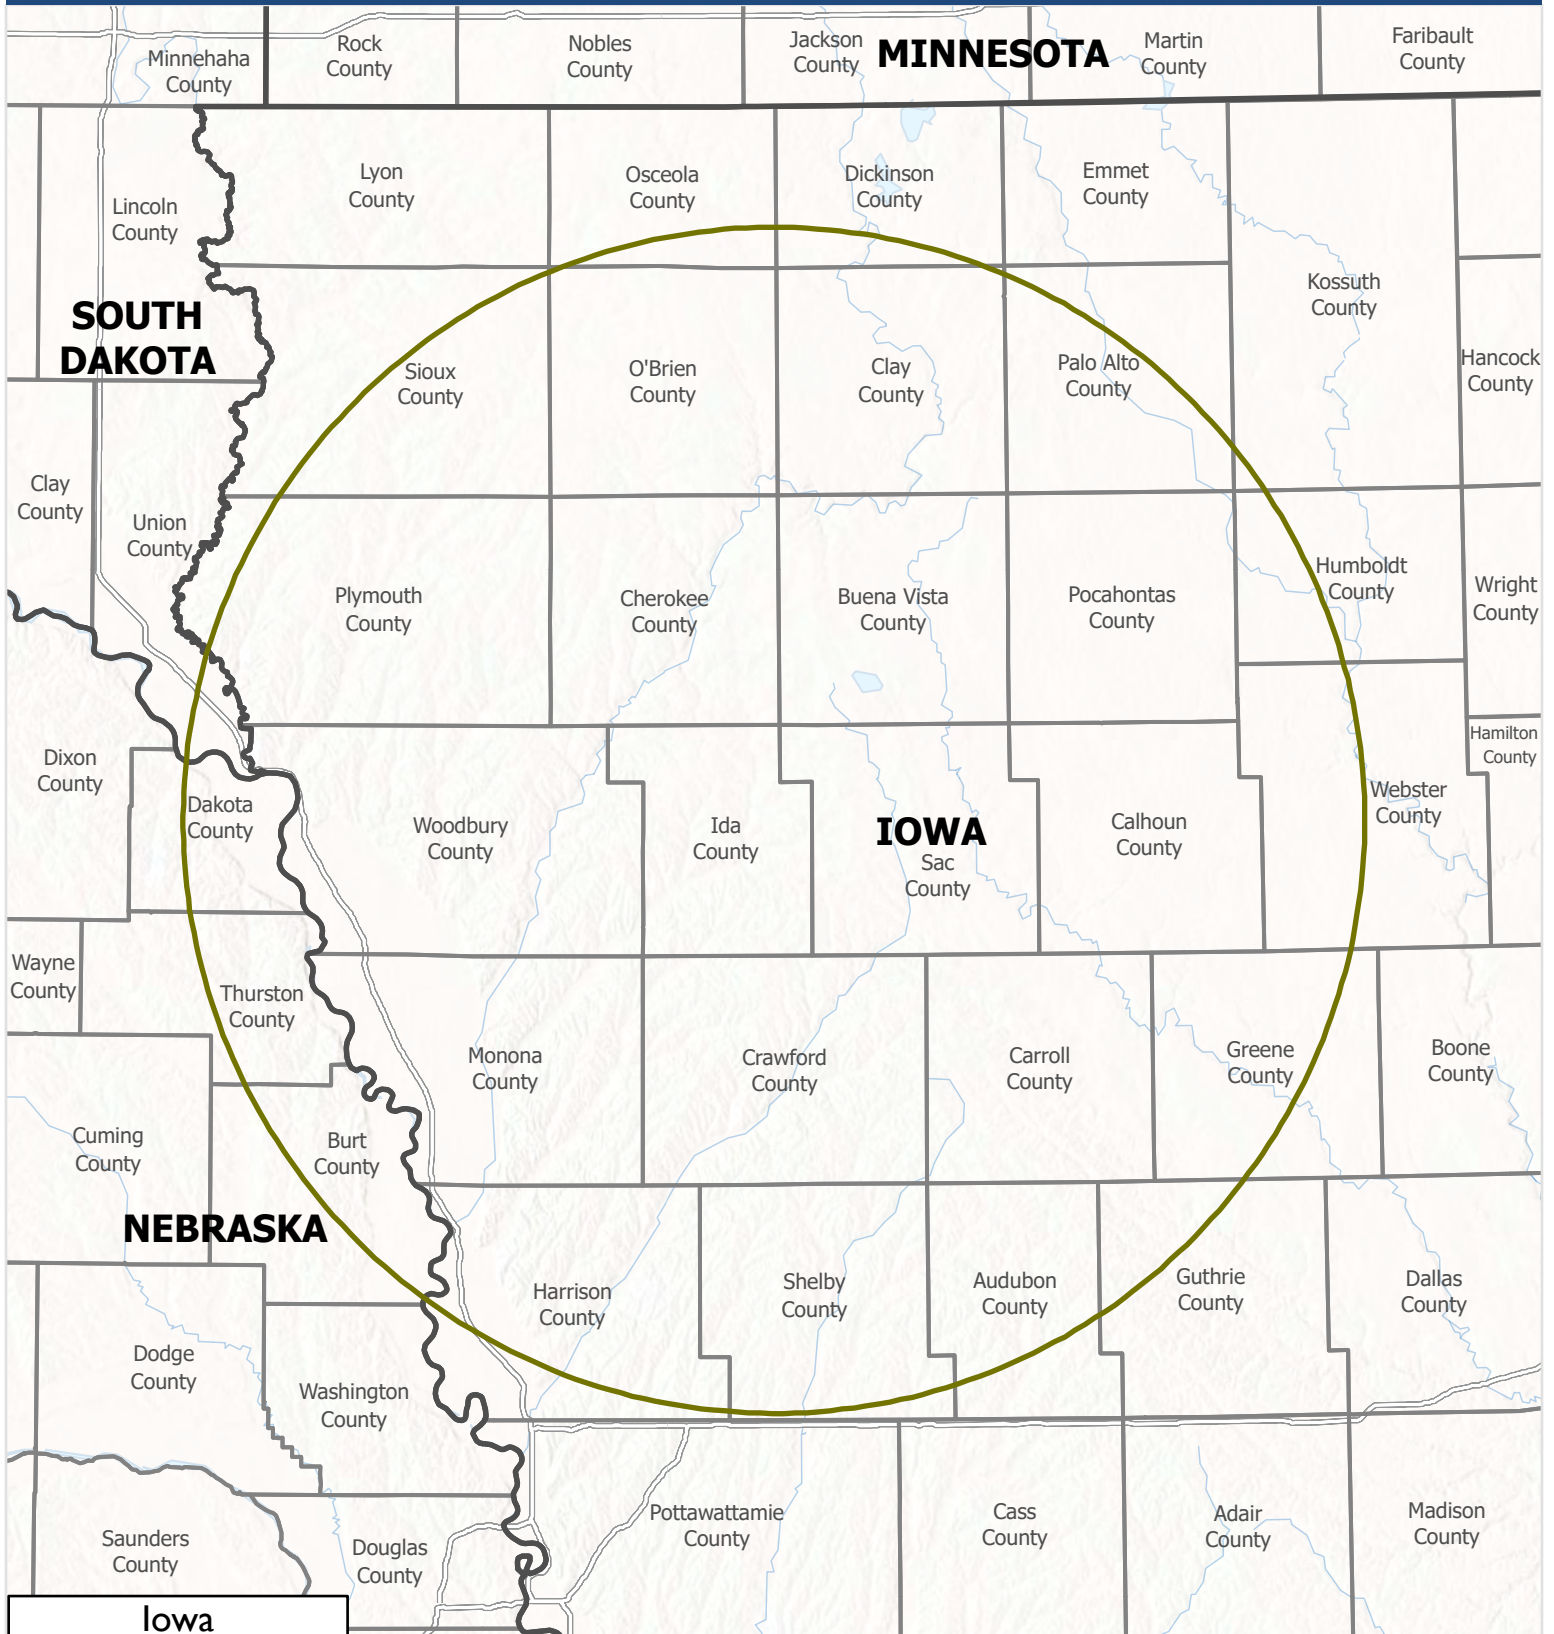 Minnehaha
County
Rock
County
Nobles
County
Jackson
County
MINNESOTA
Martin
County
Faribault
County
Lincoln
County
Lyon
County
Osceola
County
Dickinson
County
Emmet
County
Kossuth
County
SOUTH
DAKOTA
Sioux
County
O'Brien
County
Clay
County
Palo Alto
County
Hancock
County
Clay
County
Union
County
Plymouth
County
Cherokee
County
Buena Vista
County
Pocahontas
County
Humboldt
County
Wright
County
Dixon
County
Dakota
County
Woodbury
County
Ida
County
IOWA
Sac
County
Calhoun
County
Webster
County
Hamilton
County
Wayne
County
Thurston
County
Monona
County
Crawford
County
Carroll
County
Greene
County
Boone
County
Cuming
County
Burt
County
NEBRASKA
Harrison
County
Shelby
County
Audubon
County
Guthrie
County
Dallas
County
Dodge
County
Washington
County
Saunders
County
Douglas
County
Pottawattamie
County
Cass
County
Adair
County
Madison
County
Iowa